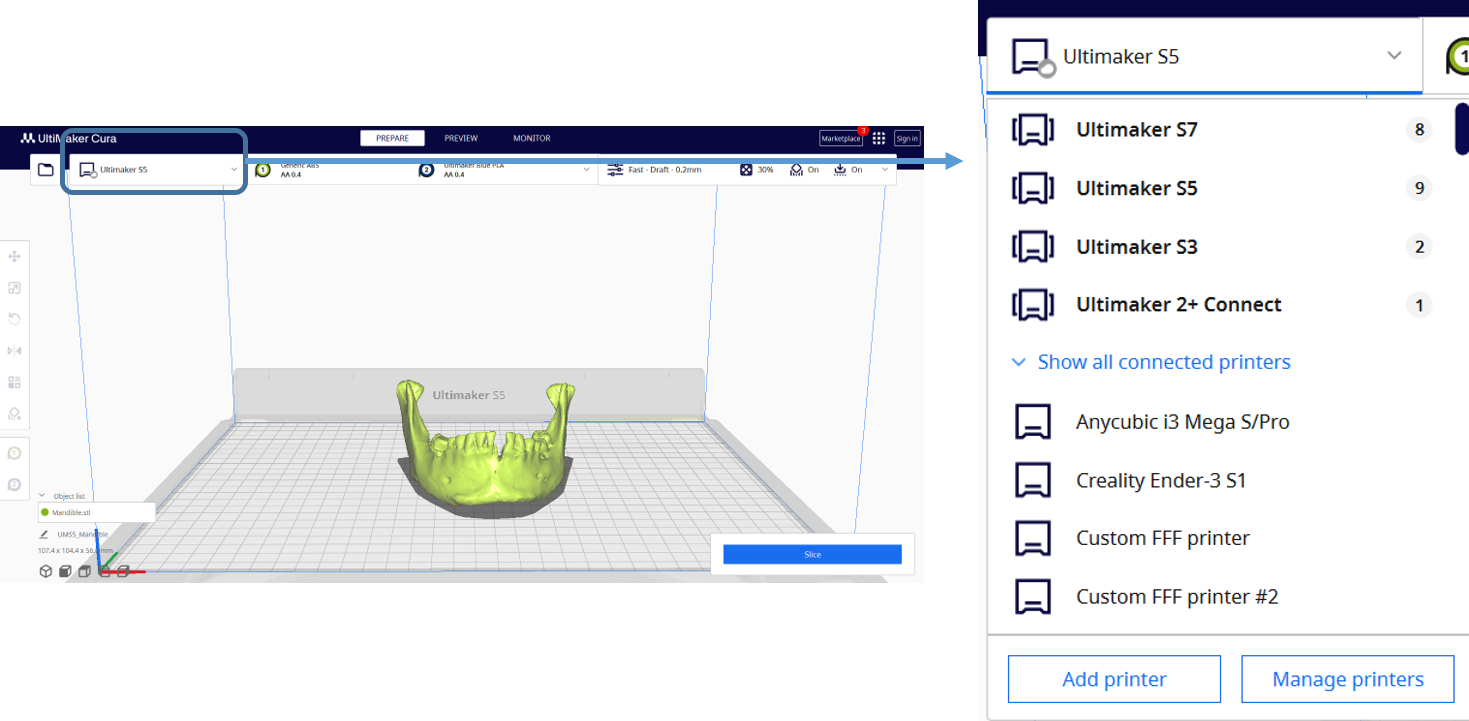 UltiMaker Cura
PREPARE
PREVIEW
MONITOR
Marketplace
3
Sign in
Ultimaker S5
1
Generic ABS
AA 0.4
2
Ultimaker Blue PLA
AA 0.4
Fast - Draft - 0.2mm
30%
On
On
Ultimaker S5
1
2
Object list
Mandible.stl
UMS5_Mandible
107.4 x 104.4 x 56. mm
Slice
Ultimaker S5
1
Ultimaker S7 8
Ultimaker S5 9
Ultimaker S3 2
Ultimaker 2+ Connect 1
Show all connected printers
Anycubic i3 Mega S/Pro
Creality Ender-3 S1
Custom FFF printer
Custom FFF printer #2
Add printer
Manage printers